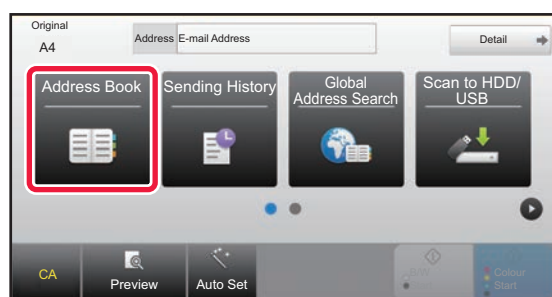 Original
A4
Address E-mail Address
Detail
Address Book
Sending History
Global
Address Search
Scan to HDD/
USB
CA
Preview
Auto Set
B/W
Start
Colour
Start